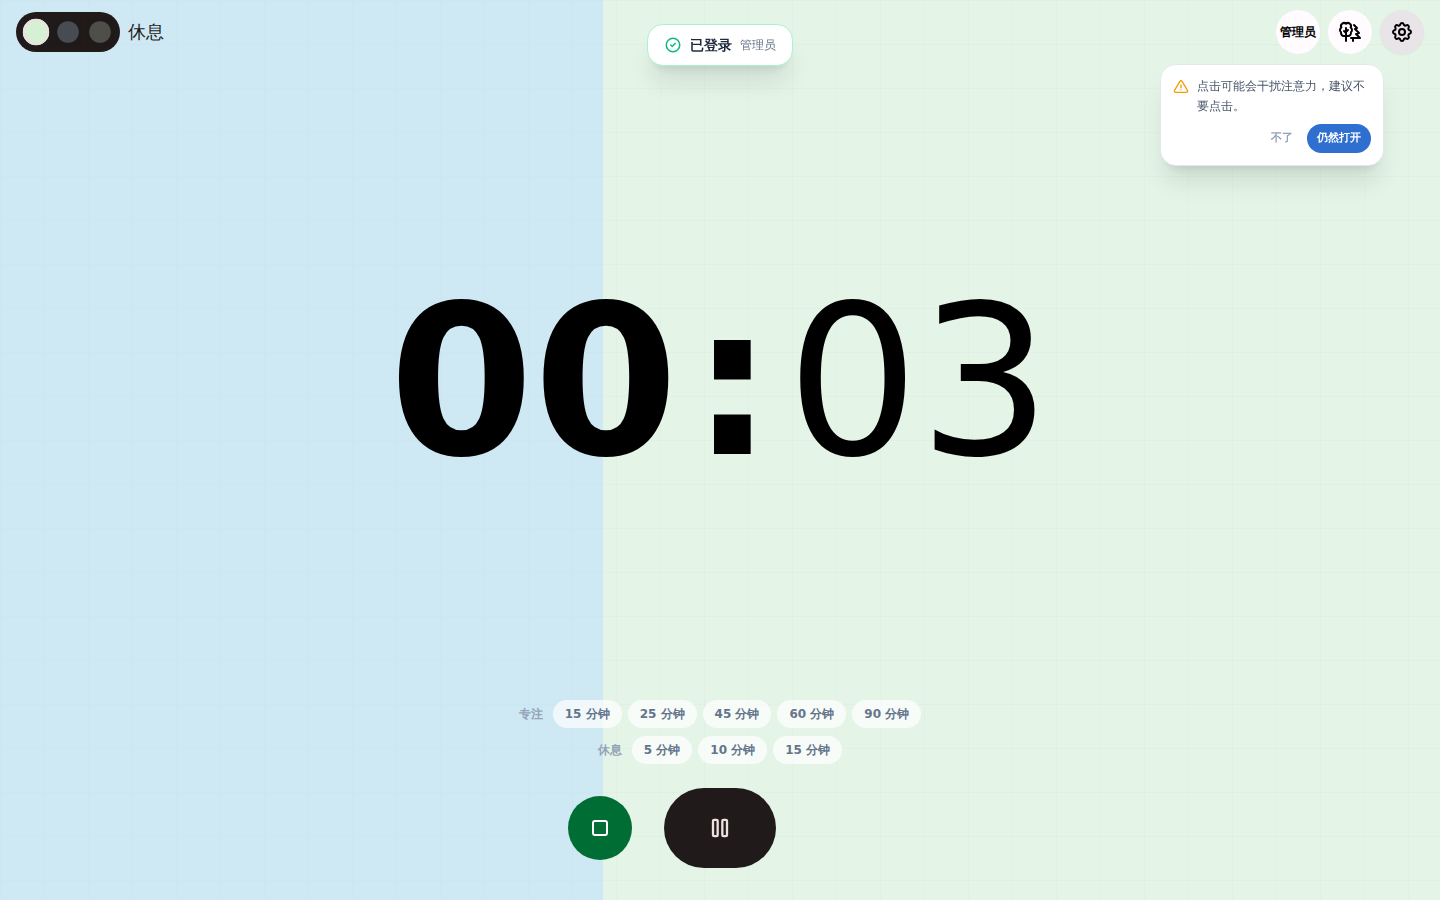 休息
已登录 管理员
管理员
点击可能会干扰注意力，建议不
要点击。
不了 仍然打开
00:03
专注 15 分钟 25 分钟 45 分钟 60 分钟 90 分钟
休息 5 分钟 10 分钟 15 分钟